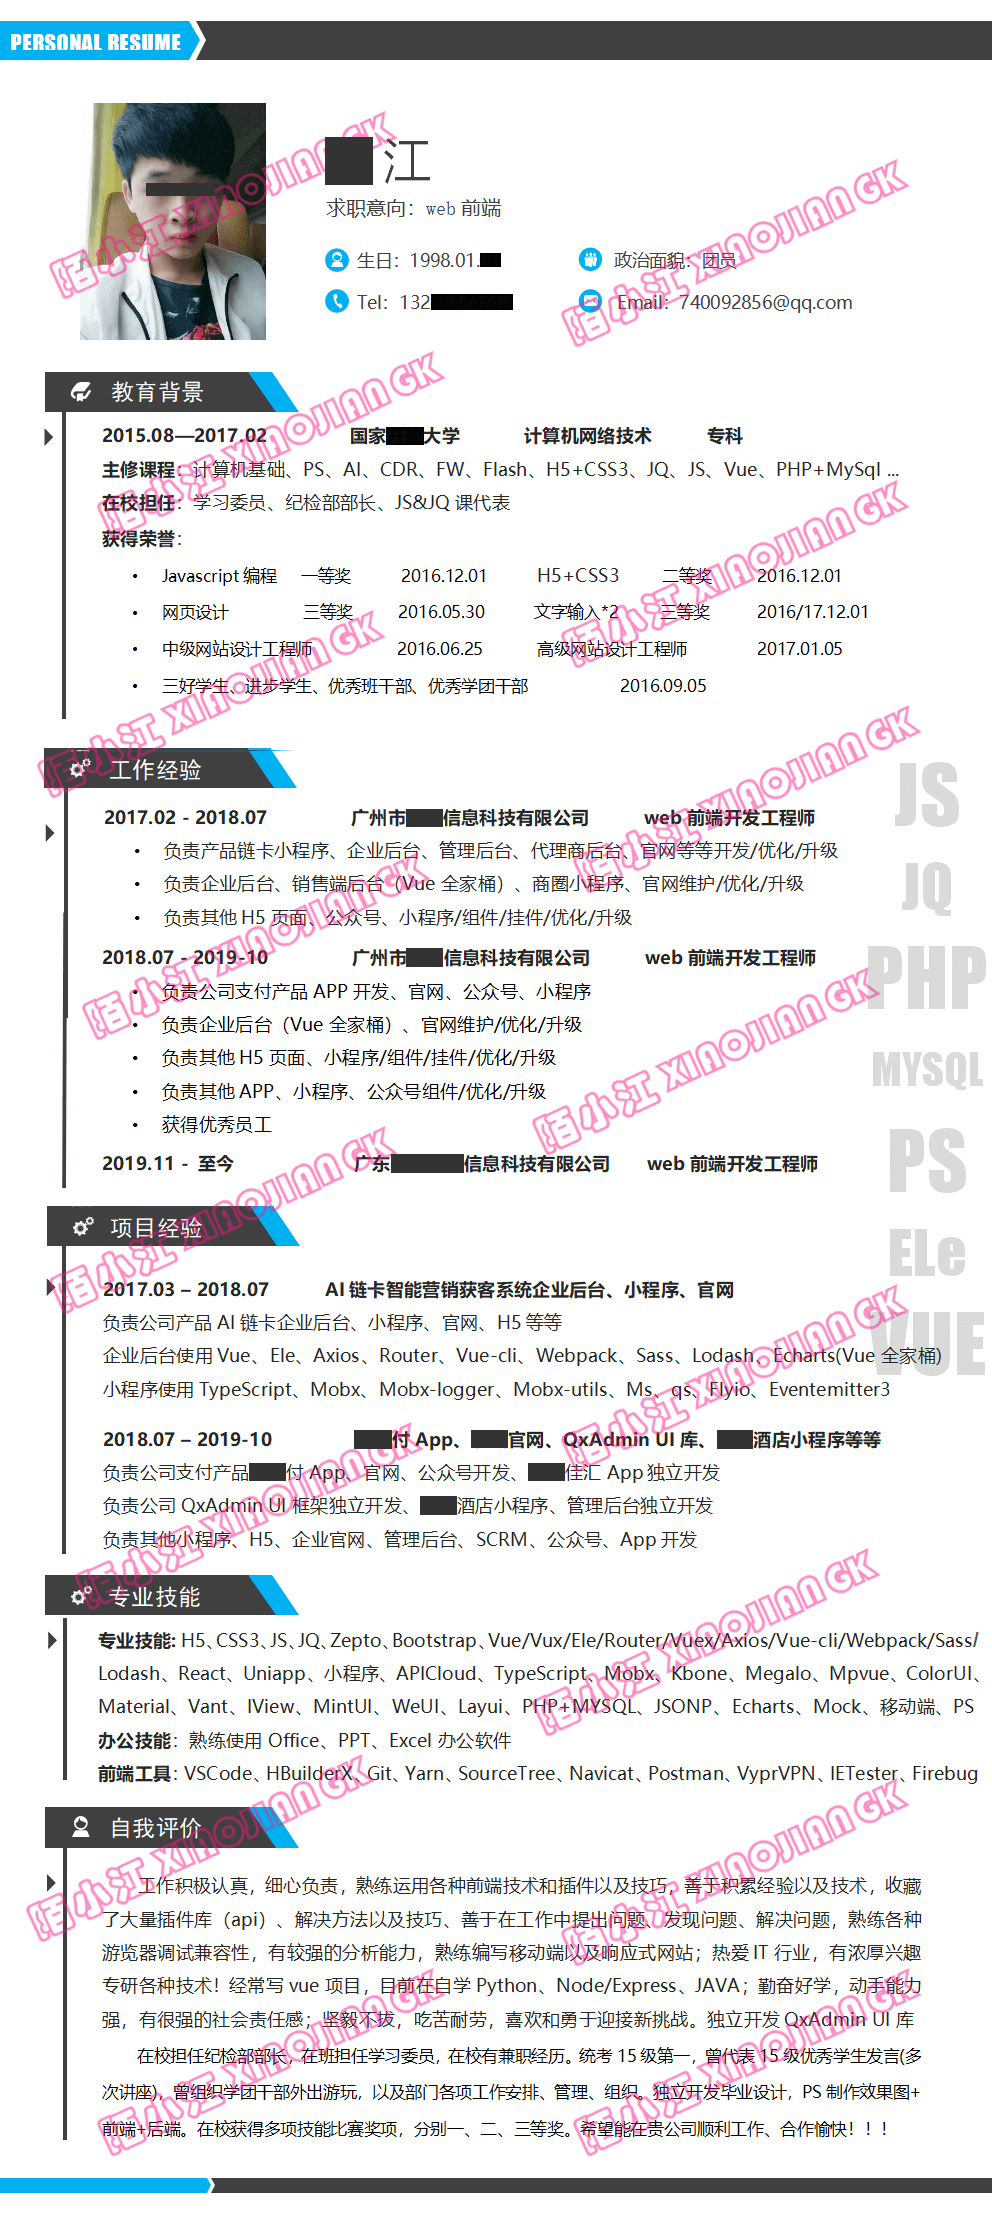 PERSONAL RESUME
江
求职意向：web 前端
生日：1998.01.
政治面貌：团员
Tel：132
Email：740092856@qq.com
教育背景
2015.08—2017.02 国家 大学 计算机网络技术 专科
主修课程：计算机基础、PS、AI、CDR、FW、Flash、H5+CSS3、JQ、JS、Vue、PHP+MySql ...
在校担任：学习委员、纪检部部长、JS&JQ 课代表
获得荣誉：
• Javascript 编程 一等奖 2016.12.01 H5+CSS3 二等奖 2016.12.01
• 网页设计 三等奖 2016.05.30 文字输入*2 三等奖 2016/17.12.01
• 中级网站设计工程师 2016.06.25 高级网站设计工程师 2017.01.05
• 三好学生、进步学生、优秀班干部、优秀学团干部 2016.09.05
工作经验
2017.02 - 2018.07 广州市 信息科技有限公司 web 前端开发工程师
• 负责产品链卡小程序、企业后台、管理后台、代理商后台、官网等等开发/优化/升级
• 负责企业后台、销售端后台（Vue 全家桶）、商圈小程序、官网维护/优化/升级
• 负责其他 H5 页面、公众号、小程序/组件/挂件/优化/升级
2018.07 - 2019-10 广州市 信息科技有限公司 web 前端开发工程师
• 负责公司支付产品 APP 开发、官网、公众号、小程序
• 负责企业后台（Vue 全家桶）、官网维护/优化/升级
• 负责其他 H5 页面、小程序/组件/挂件/优化/升级
• 负责其他 APP、小程序、公众号组件/优化/升级
• 获得优秀员工
2019.11 - 至今 广东 信息科技有限公司 web 前端开发工程师
JS
JQ
PHP
MYSQL
PS
ELe
VUE
项目经验
2017.03 – 2018.07 AI 链卡智能营销获客系统企业后台、小程序、官网
负责公司产品 AI 链卡企业后台、小程序、官网、H5 等等
企业后台使用 Vue、Ele、Axios、Router、Vue-cli、Webpack、Sass、Lodash、Echarts(Vue 全家桶)
小程序使用 TypeScript、Mobx、Mobx-logger、Mobx-utils、Ms、qs、Flyio、Eventemitter3
2018.07 – 2019-10 付 App、 官网、QxAdmin UI 库、 酒店小程序等等
负责公司支付产品 付 App、官网、公众号开发、 佳汇 App 独立开发
负责公司 QxAdmin UI 框架独立开发、 酒店小程序、管理后台独立开发
负责其他小程序、H5、企业官网、管理后台、SCRM、公众号、App 开发
专业技能
专业技能: H5、CSS3、JS、JQ、Zepto、Bootstrap、Vue/Vux/Ele/Router/Vuex/Axios/Vue-cli/Webpack/Sass/
Lodash、React、Uniapp、小程序、APICloud、TypeScript、Mobx、Kbone、Megalo、Mpvue、ColorUI、
Material、Vant、IView、MintUI、WeUI、Layui、PHP+MYSQL、JSONP、Echarts、Mock、移动端、PS
办公技能：熟练使用 Office、PPT、Excel 办公软件
前端工具：VSCode、HBuilderX、Git、Yarn、SourceTree、Navicat、Postman、VyprVPN、IETester、Firebug
自我评价
工作积极认真，细心负责，熟练运用各种前端技术和插件以及技巧，善于积累经验以及技术，收藏
了大量插件库（api）、解决方法以及技巧、善于在工作中提出问题、发现问题、解决问题，熟练各种
游览器调试兼容性，有较强的分析能力，熟练编写移动端以及响应式网站；热爱 IT 行业，有浓厚兴趣
专研各种技术！经常写 vue 项目，目前在自学 Python、Node/Express、JAVA；勤奋好学，动手能力
强，有很强的社会责任感；坚毅不拔，吃苦耐劳，喜欢和勇于迎接新挑战。独立开发 QxAdmin UI 库
在校担任纪检部部长，在班担任学习委员，在校有兼职经历。统考 15 级第一，曾代表 15 级优秀学生发言(多
次讲座)，曾组织学团干部外出游玩，以及部门各项工作安排、管理、组织。独立开发毕业设计，PS 制作效果图+
前端+后端。在校获得多项技能比赛奖项，分别一、二、三等奖。希望能在贵公司顺利工作、合作愉快！！！